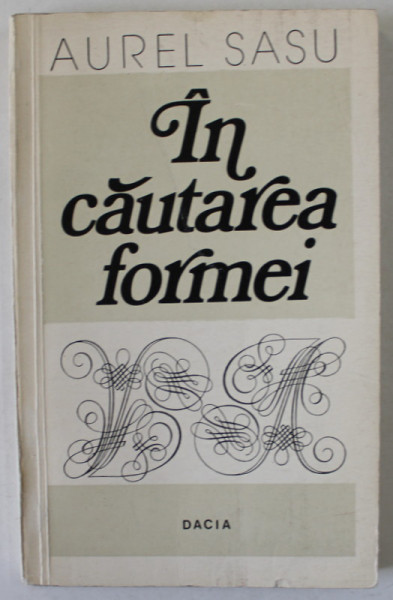 AUREL SASU
În
căutarea
formei
DACIA